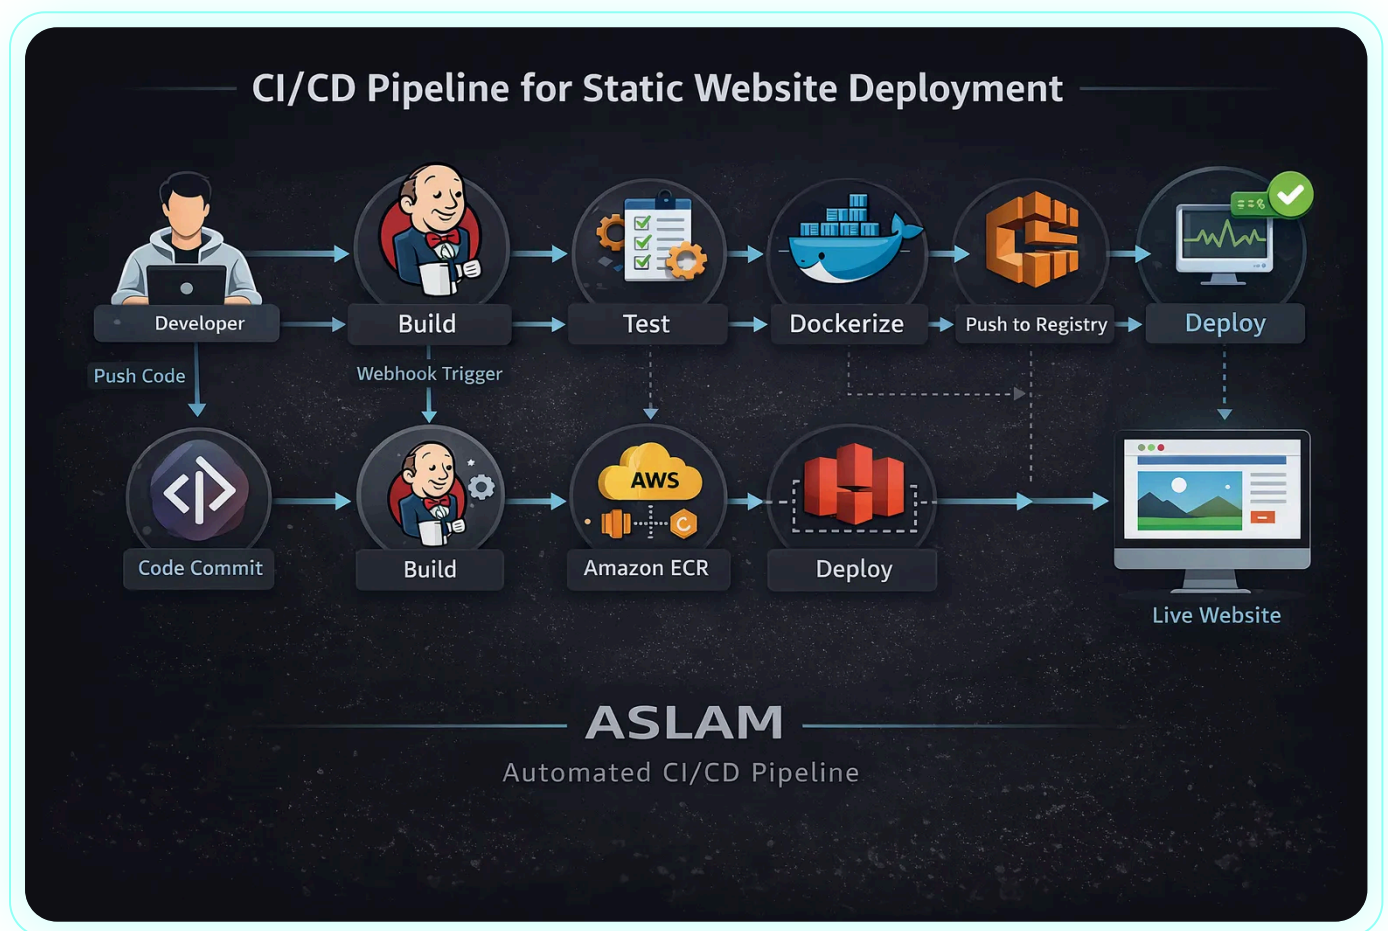 CI/CD Pipeline for Static Website Deployment
Developer
Build
Test
Dockerize
Push to Registry
Deploy
Push Code
Webhook Trigger
AWS
Code Commit
Build
Amazon ECR
Deploy
Live Website
ASLAM
Automated CI/CD Pipeline